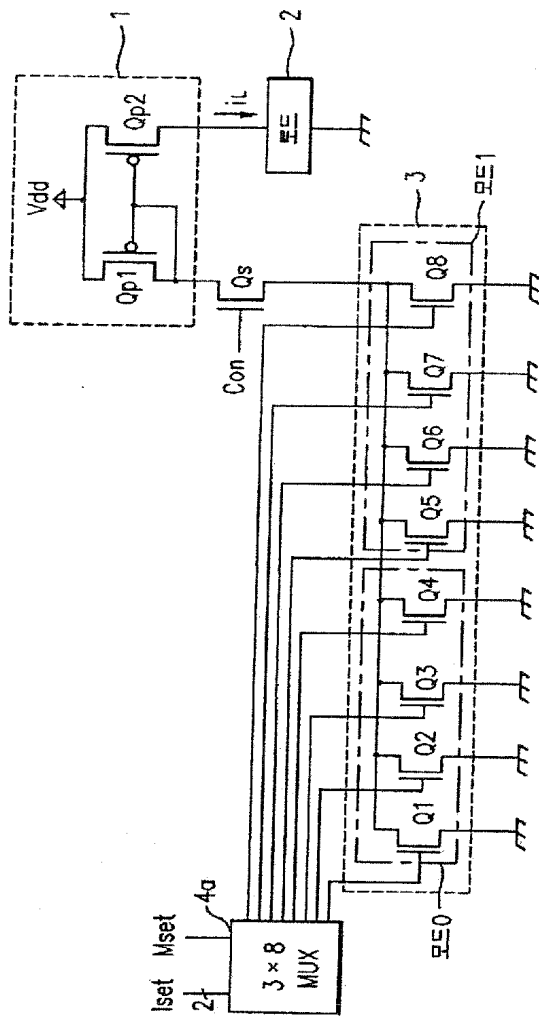 1
Vdd
Qp1
Qp2
iL
2
로드
Con
Qs
3
모드1
Q1
Q2
Q3
Q4
Q5
Q6
Q7
Q8
모드0
Iset
Mset
2
4a
3 × 8
MUX